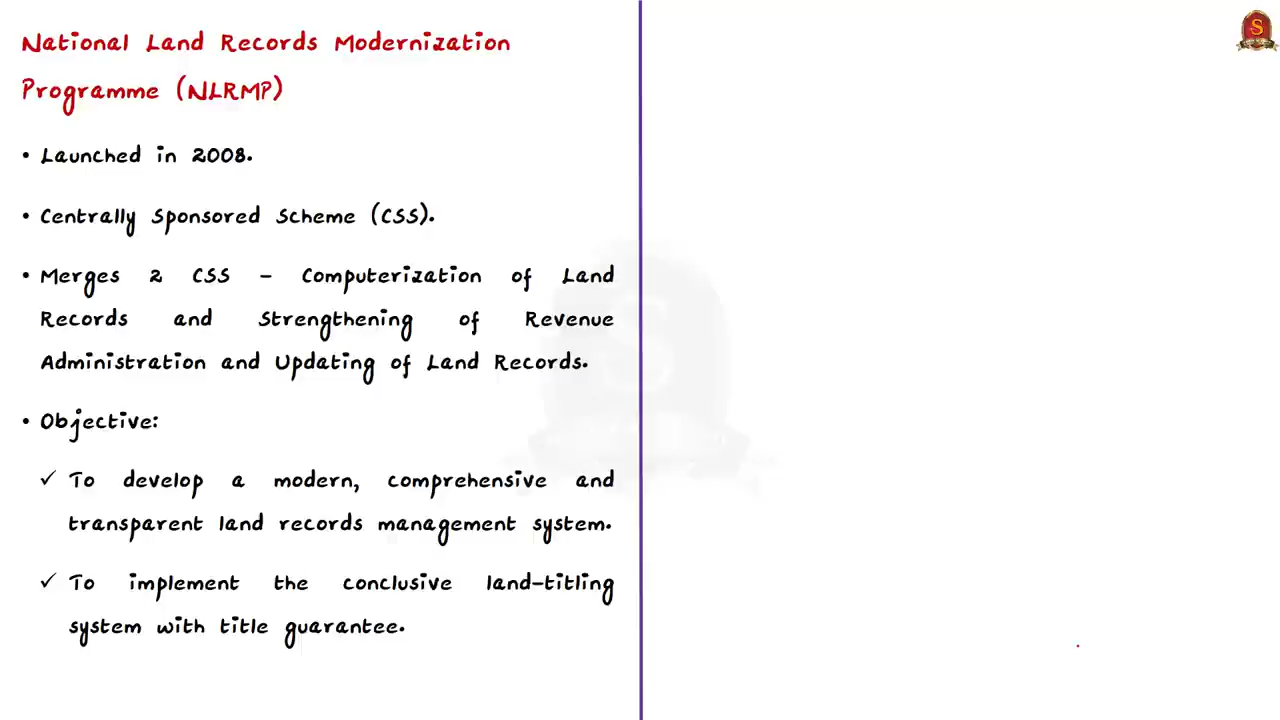 National Land Records Modernization
Programme (NLRMP)
• Launched in 2008.
• Centrally Sponsored Scheme (CSS).
• Merges 2 CSS – Computerization of Land
Records and Strengthening of Revenue
Administration and Updating of Land Records.
• Objective:
✓ To develop a modern, comprehensive and
transparent land records management system.
✓ To implement the conclusive land-titling
system with title guarantee.
S